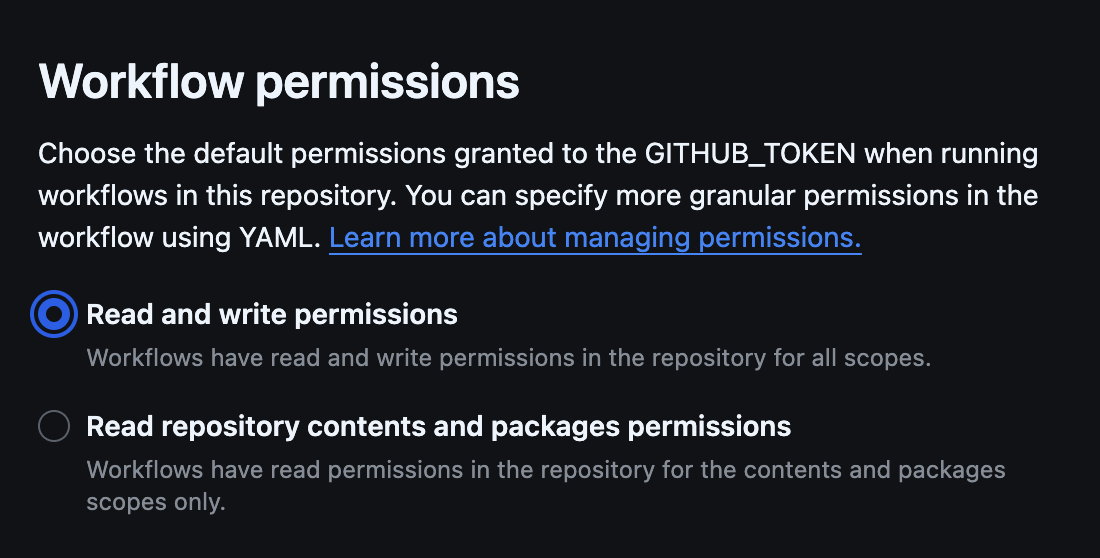 Workflow permissions
Choose the default permissions granted to the GITHUB_TOKEN when running
workflows in this repository. You can specify more granular permissions in the
workflow using YAML. Learn more about managing permissions.
Read and write permissions
Workflows have read and write permissions in the repository for all scopes.
Read repository contents and packages permissions
Workflows have read permissions in the repository for the contents and packages
scopes only.